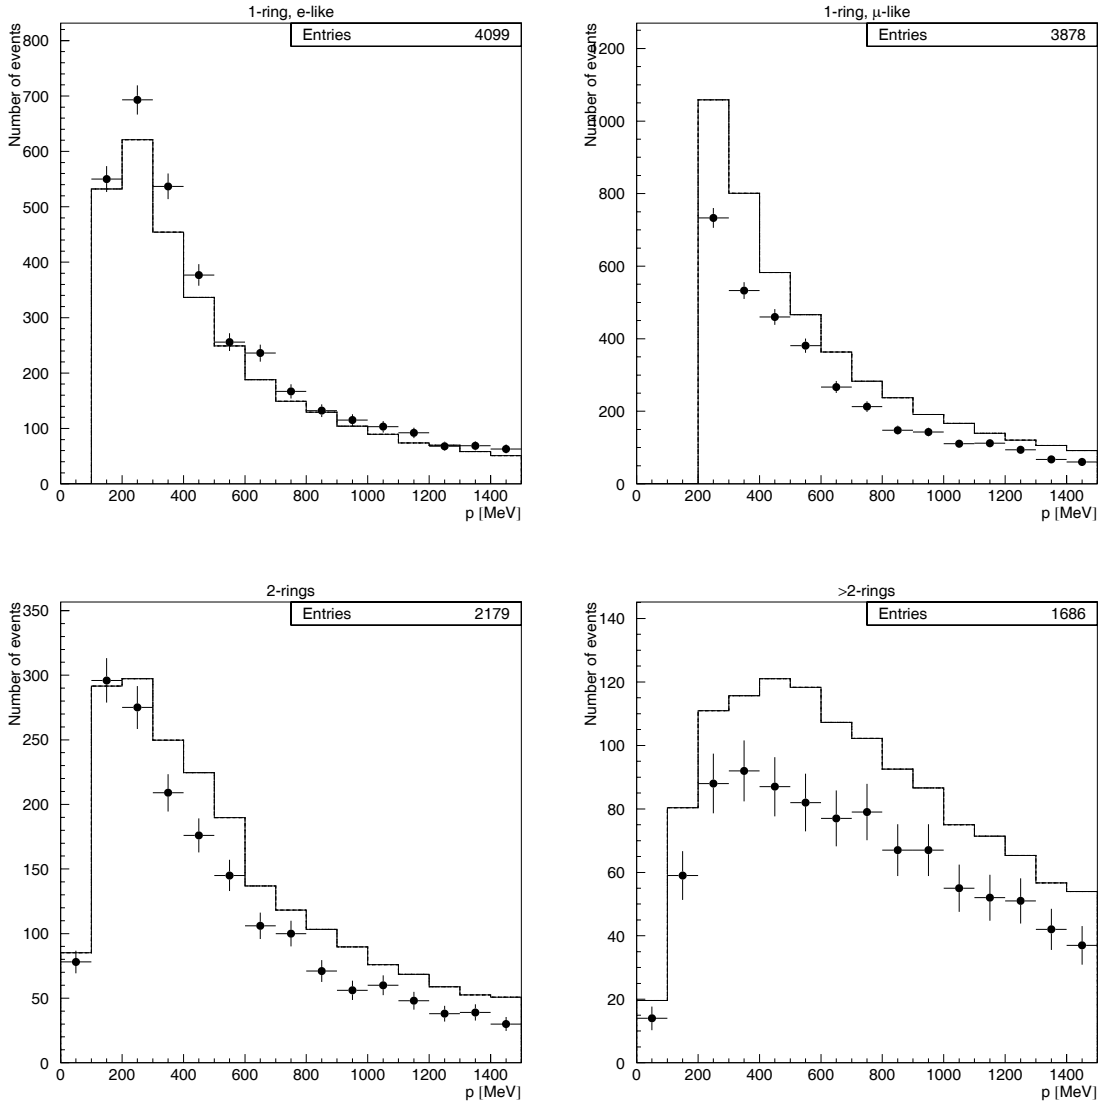 1-ring, e-like
Entries 4099
Number of events
800
700
600
500
400
300
200
100
0
0 200 400 600 800 1000 1200 1400
p [MeV]
1-ring, μ-like
Entries 3878
Number of events
1200
1000
800
600
400
200
0
0 200 400 600 800 1000 1200 1400
p [MeV]
2-rings
Entries 2179
Number of events
350
300
250
200
150
100
50
0
0 200 400 600 800 1000 1200 1400
p [MeV]
>2-rings
Entries 1686
Number of events
140
120
100
80
60
40
20
0
0 200 400 600 800 1000 1200 1400
p [MeV]